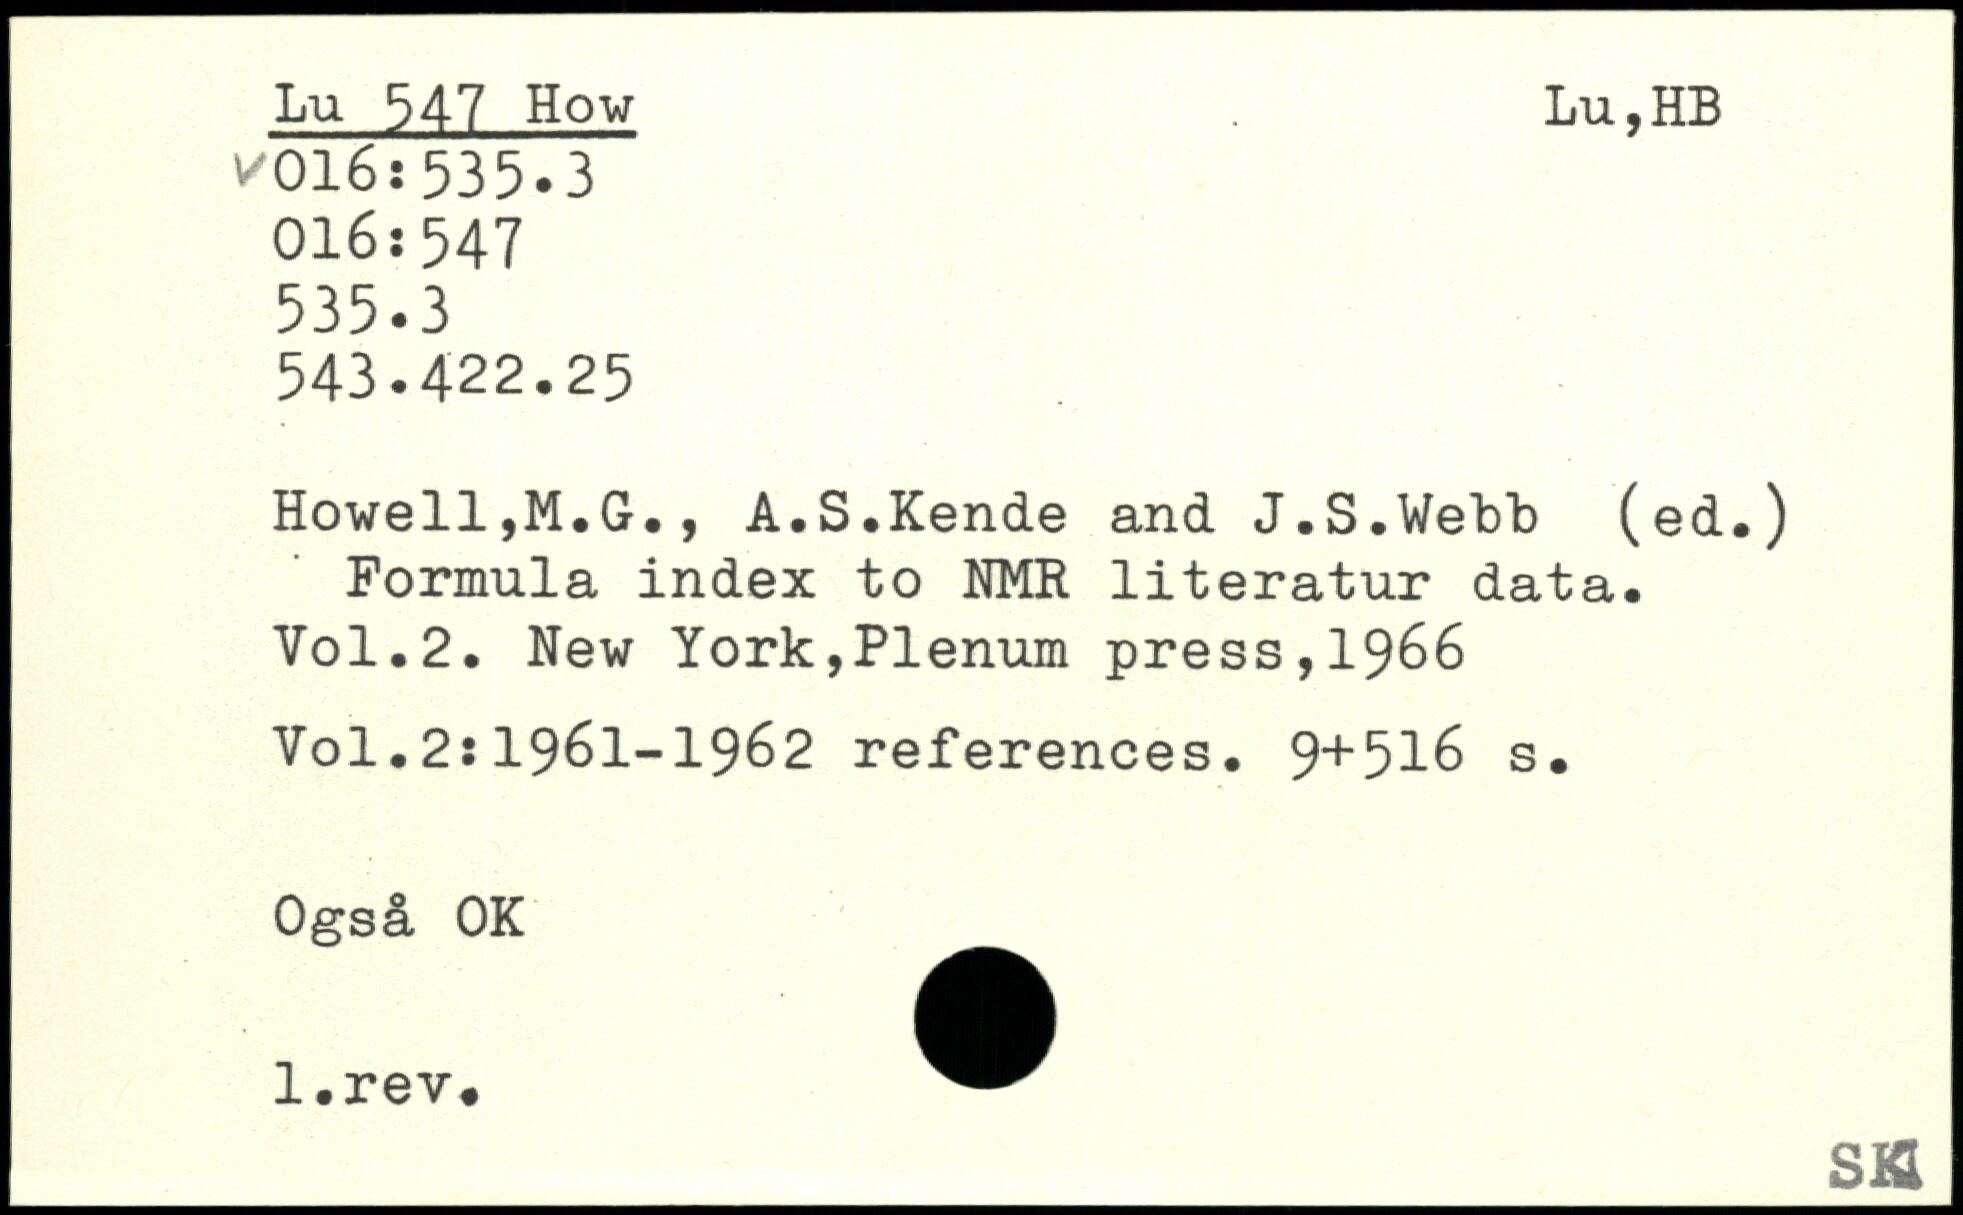 Lu 547 How Lu,HB
✓016:535.3
016:547
535.3
543.422.25
Howell,M.G., A.S.Kende and J.S.Webb (ed.)
Formula index to NMR literatur data.
Vol.2. New York,Plenum press,1966
Vol.2:1961-1962 references. 9+516 s.
Også OK
1.rev.